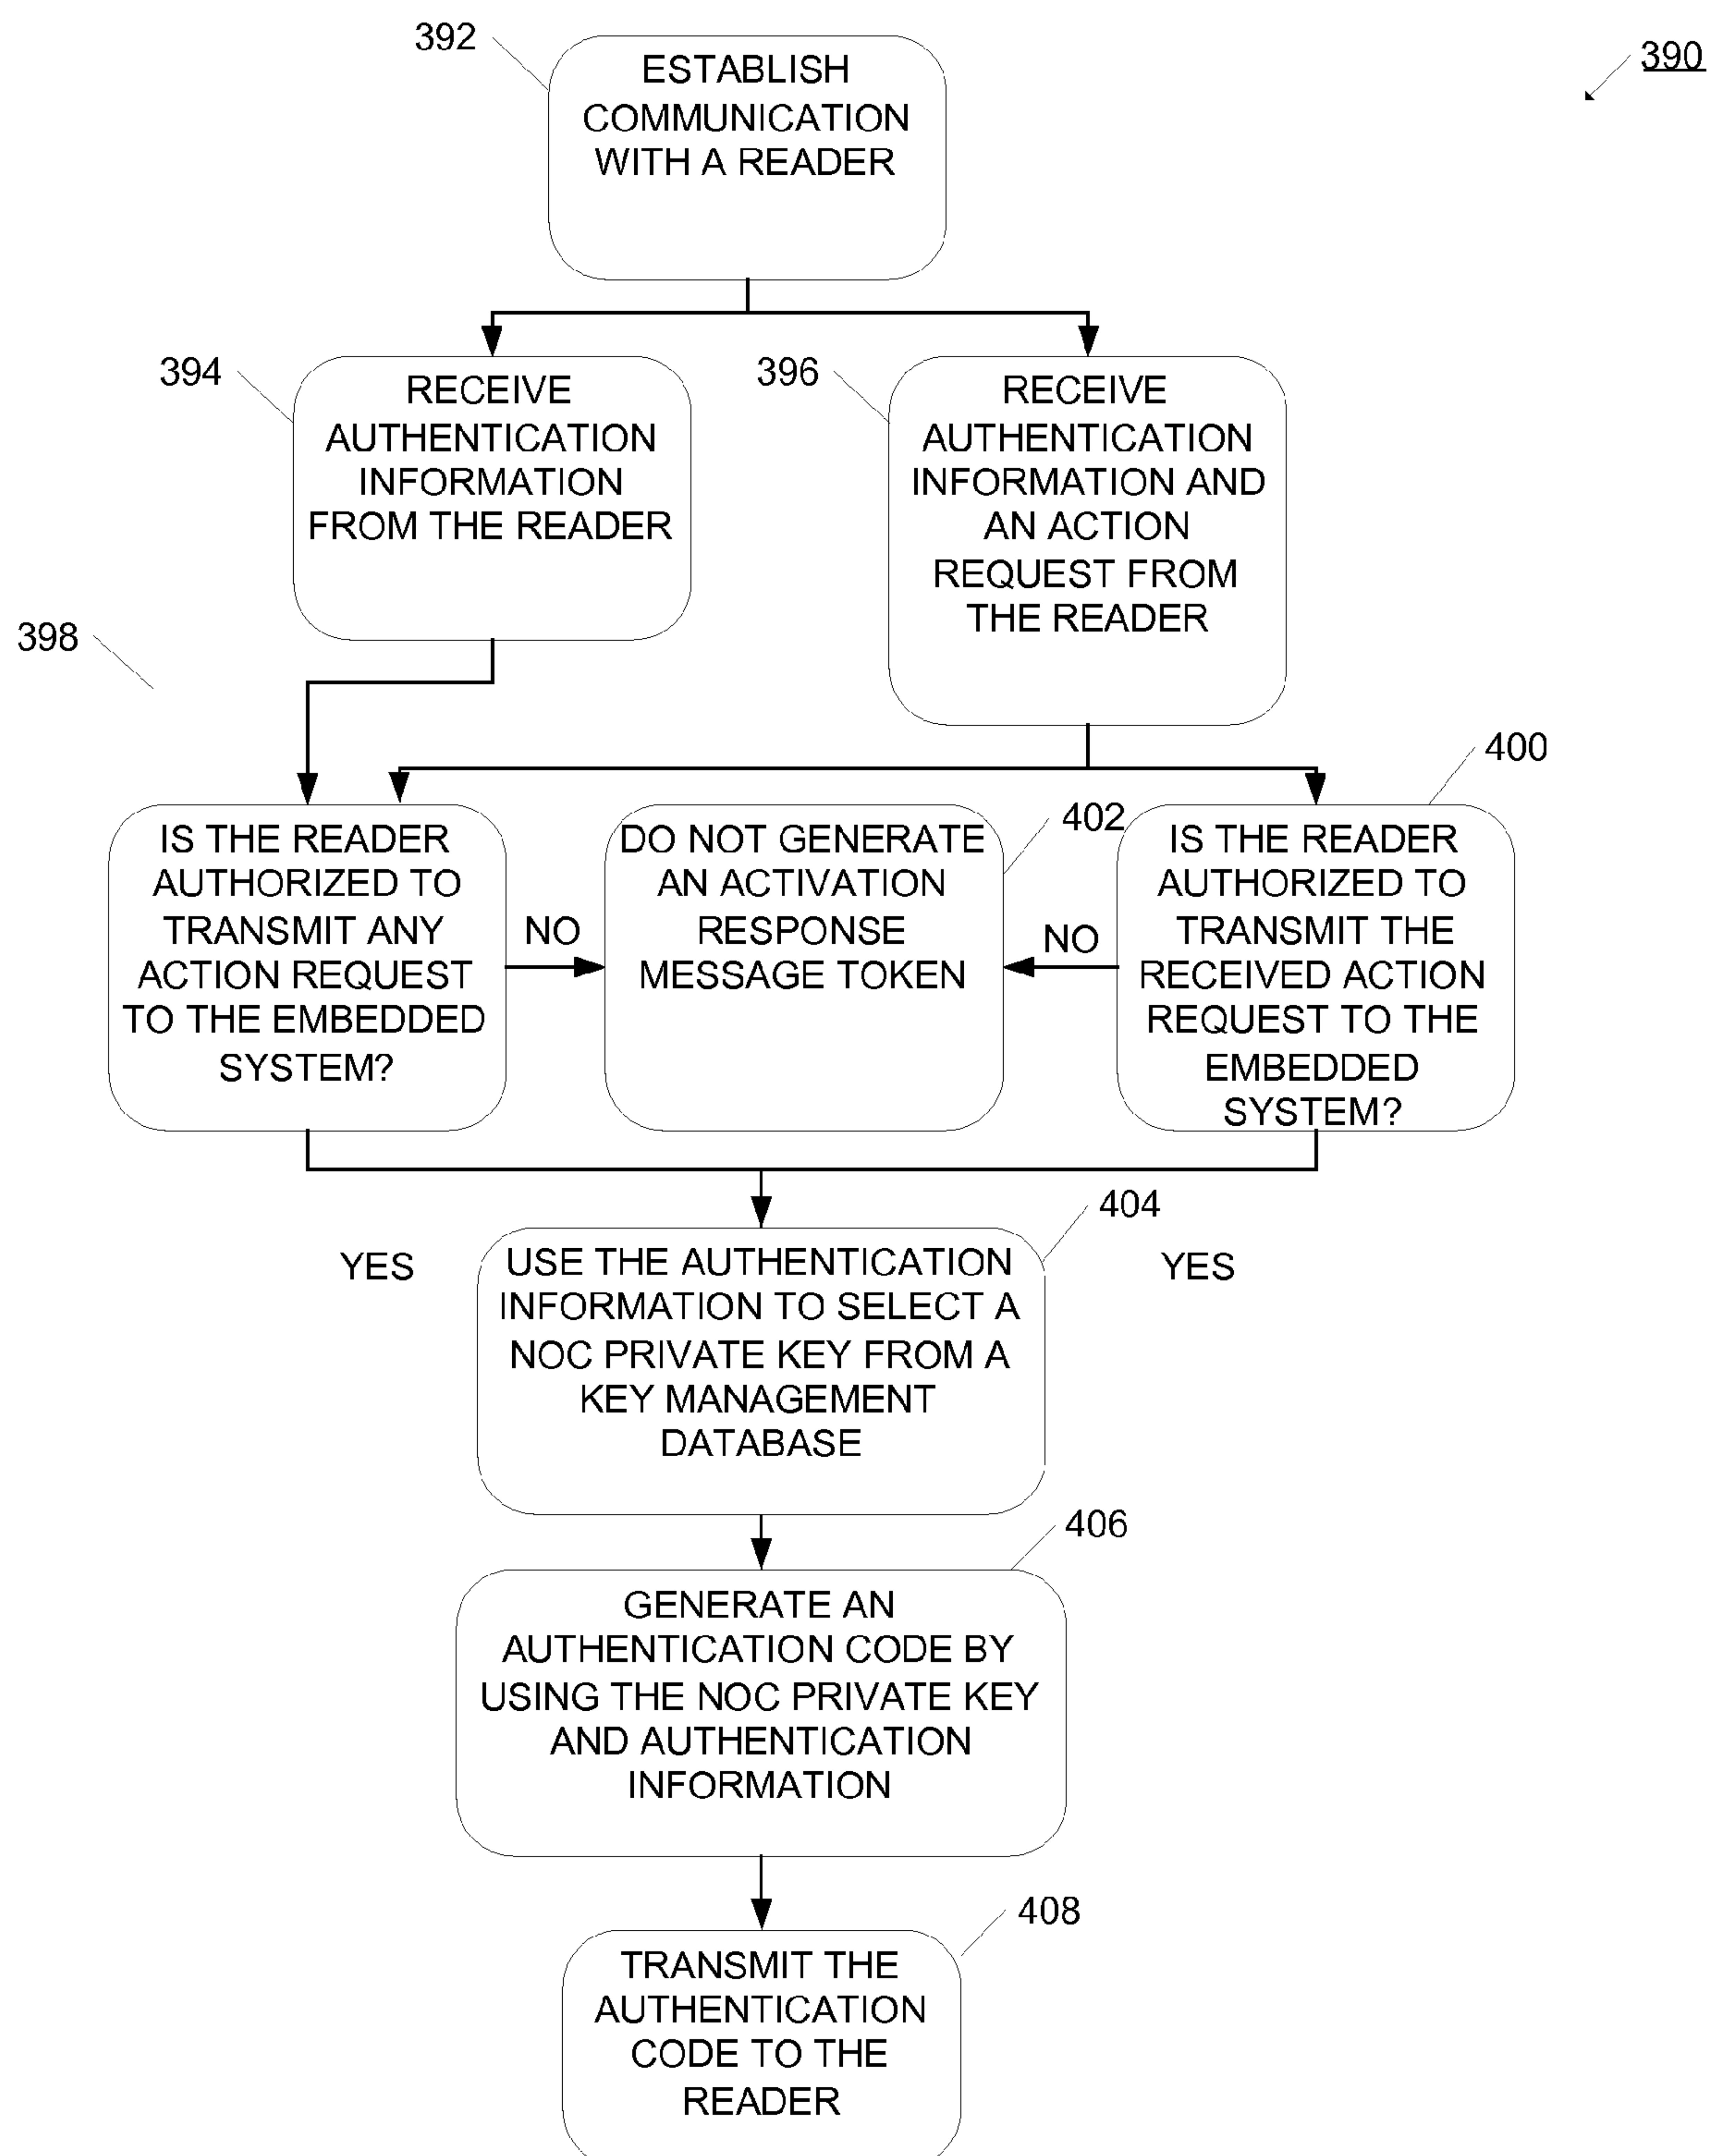 392
ESTABLISH
COMMUNICATION
WITH A READER
390
394
RECEIVE
AUTHENTICATION
INFORMATION
FROM THE READER
396
RECEIVE
AUTHENTICATION
INFORMATION AND
AN ACTION
REQUEST FROM
THE READER
398
IS THE READER
AUTHORIZED TO
TRANSMIT ANY
ACTION REQUEST
TO THE EMBEDDED
SYSTEM?
NO
402
DO NOT GENERATE
AN ACTIVATION
RESPONSE
MESSAGE TOKEN
NO
400
IS THE READER
AUTHORIZED TO
TRANSMIT THE
RECEIVED ACTION
REQUEST TO THE
EMBEDDED
SYSTEM?
YES
YES
404
USE THE AUTHENTICATION
INFORMATION TO SELECT A
NOC PRIVATE KEY FROM A
KEY MANAGEMENT
DATABASE
406
GENERATE AN
AUTHENTICATION CODE BY
USING THE NOC PRIVATE KEY
AND AUTHENTICATION
INFORMATION
408
TRANSMIT THE
AUTHENTICATION
CODE TO THE
READER